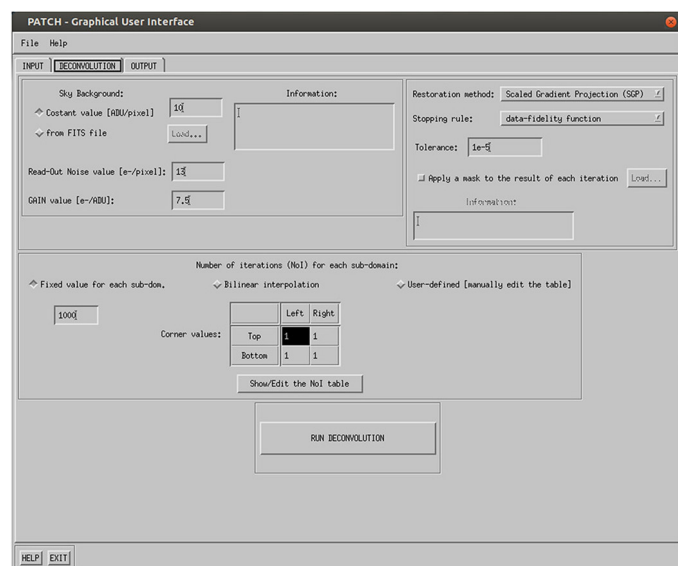 PATCH - Graphical User Interface
File Help
INPUT DECONVOLUTION OUTPUT
Sky Background:
Costant value [ADU/pixel] 10
from FITS file Load...
Read-Out Noise value [e-/pixel]: 13
GAIN value [e-/ADU]: 7.5
Information:
Restoration method: Scaled Gradient Projection (SGP)
Stopping rule: data-fidelity function
Tolerance: 1e-5
Apply a mask to the result of each iteration Load...
Information:
Number of iterations (NoI) for each sub-domain:
Fixed value for each sub-dom. Bilinear interpolation User-defined [manually edit the table]
1000
Left Right
Corner values: Top 1 1
Bottom 1 1
Show/Edit the NoI table
RUN DECONVOLUTION
HELP EXIT